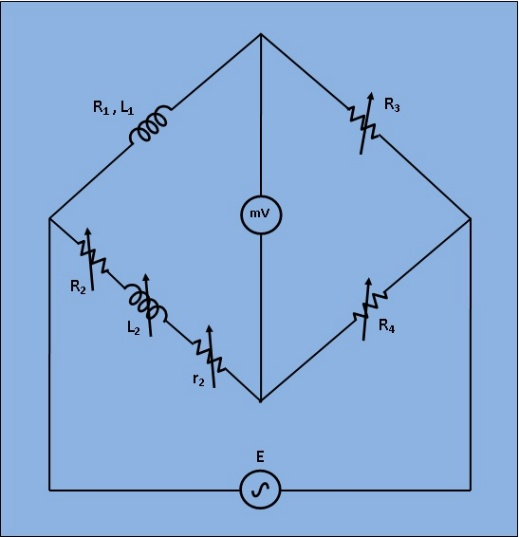 R₁, L₁
R₃
mV
R₂
L₂
r₂
R₄
E